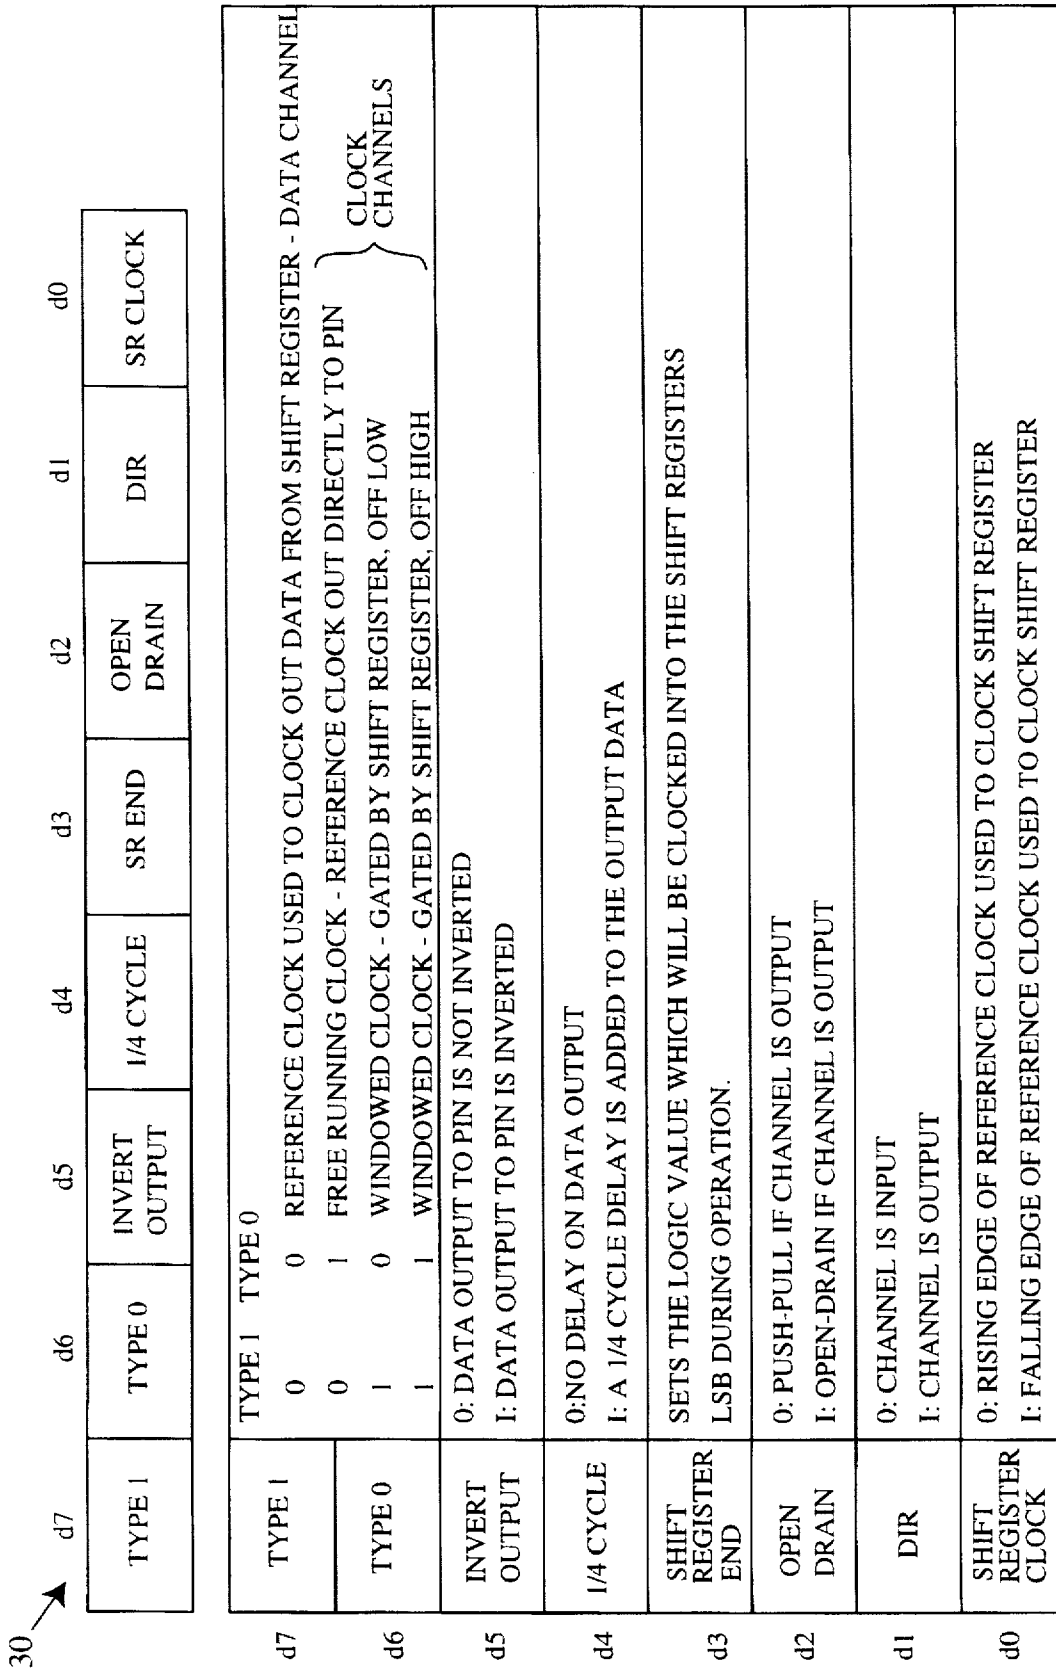 30
d7 d6 d5 d4 d3 d2 d1 d0
TYPE 1
TYPE 0
INVERT
OUTPUT
1/4 CYCLE
SR END
OPEN
DRAIN
DIR
SR CLOCK
d7
TYPE 1
d6
TYPE 0
TYPE 1 TYPE 0
0 0 REFERENCE CLOCK USED TO CLOCK OUT DATA FROM SHIFT REGISTER - DATA CHANNEL
0 1 FREE RUNNING CLOCK - REFERENCE CLOCK OUT DIRECTLY TO PIN
1 0 WINDOWED CLOCK - GATED BY SHIFT REGISTER, OFF LOW
1 1 WINDOWED CLOCK - GATED BY SHIFT REGISTER, OFF HIGH
CLOCK
CHANNELS
d5
INVERT
OUTPUT
0: DATA OUTPUT TO PIN IS NOT INVERTED
1: DATA OUTPUT TO PIN IS INVERTED
d4
1/4 CYCLE
0:NO DELAY ON DATA OUTPUT
1: A 1/4 CYCLE DELAY IS ADDED TO THE OUTPUT DATA
d3
SHIFT
REGISTER
END
SETS THE LOGIC VALUE WHICH WILL BE CLOCKED INTO THE SHIFT REGISTERS
LSB DURING OPERATION.
d2
OPEN
DRAIN
0: PUSH-PULL IF CHANNEL IS OUTPUT
1: OPEN-DRAIN IF CHANNEL IS OUTPUT
d1
DIR
0: CHANNEL IS INPUT
1: CHANNEL IS OUTPUT
d0
SHIFT
REGISTER
CLOCK
0: RISING EDGE OF REFERENCE CLOCK USED TO CLOCK SHIFT REGISTER
1: FALLING EDGE OF REFERENCE CLOCK USED TO CLOCK SHIFT REGISTER